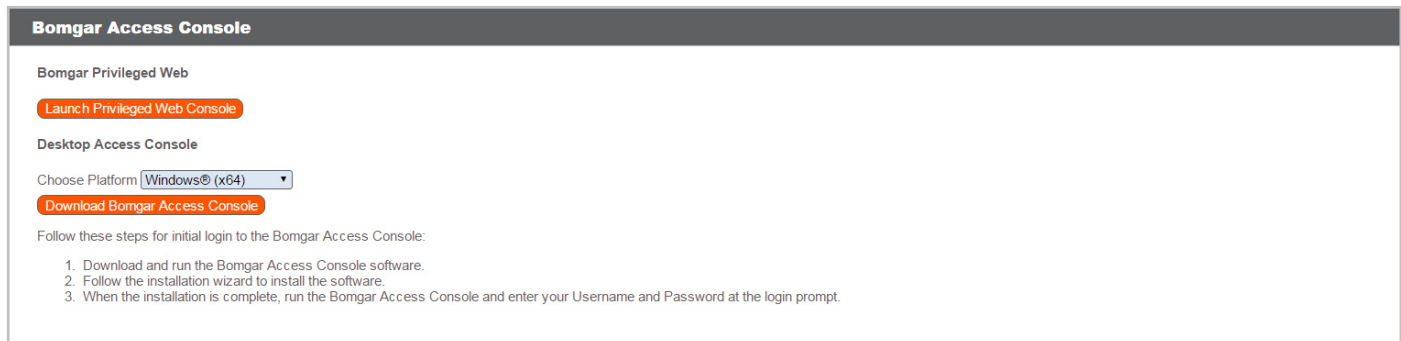 Bomgar Access Console
Bomgar Privileged Web
Launch Privileged Web Console
Desktop Access Console
Choose Platform Windows® (x64)
Download Bomgar Access Console
Follow these steps for initial login to the Bomgar Access Console:
1. Download and run the Bomgar Access Console software.
2. Follow the installation wizard to install the software.
3. When the installation is complete, run the Bomgar Access Console and enter your Username and Password at the login prompt.